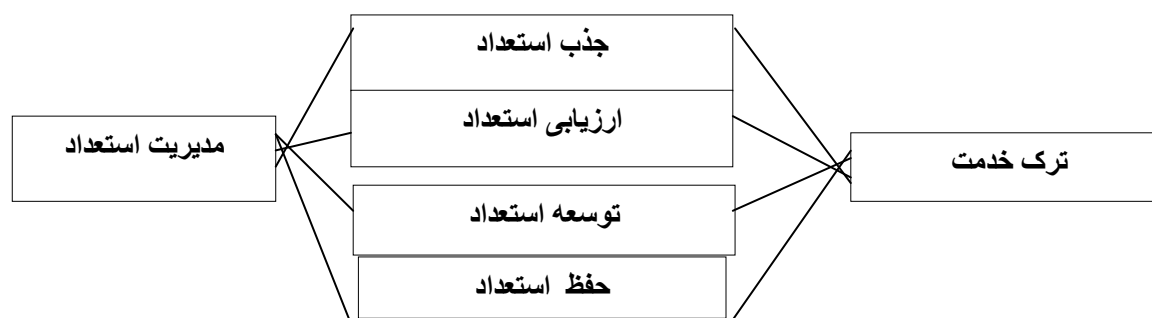 جذب استعداد
ارزیابی استعداد
مدیریت استعداد
ترک خدمت
توسعه استعداد
حفظ استعداد